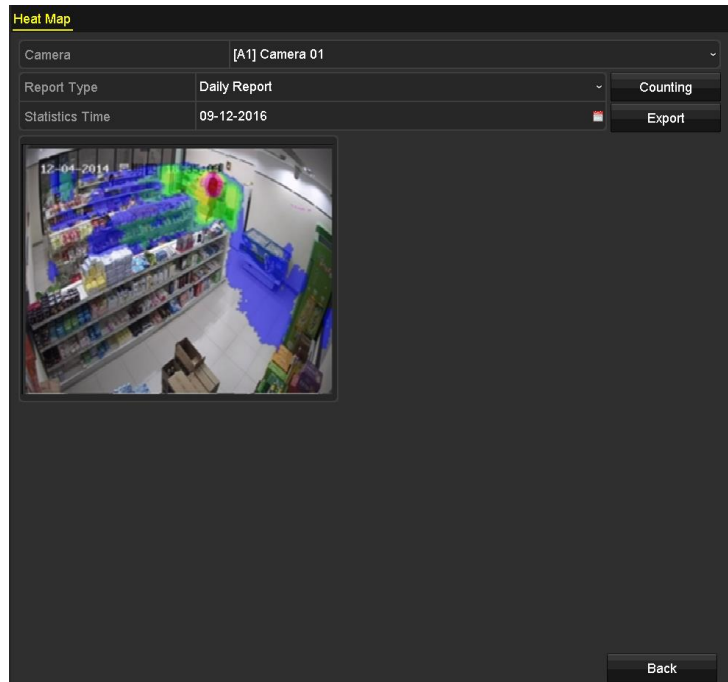 Heat Map
Camera [A1] Camera 01
Report Type Daily Report Counting
Statistics Time 09-12-2016 Export
12-04-2014
Back